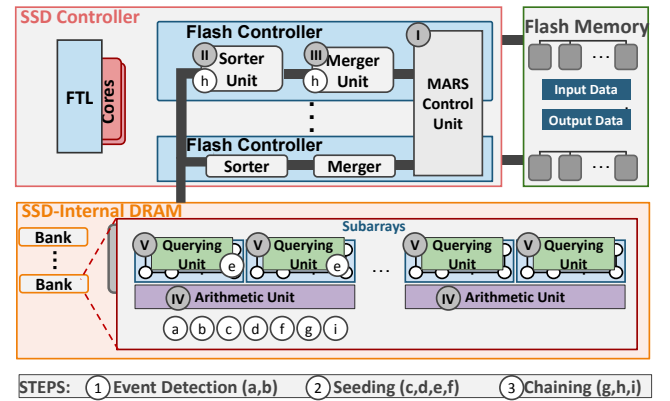 SSD Controller
FTL
Cores
Flash Controller
II
Sorter
Unit
h
III
Merger
Unit
h
I
MARS
Control
Unit
Flash Controller
Sorter
Merger
Flash Memory
...
Input Data
Output Data
...
SSD-Internal DRAM
Bank
Bank
Subarrays
V Querying
Unit
e
V Querying
Unit
e
...
V Querying
Unit
V Querying
Unit
IV Arithmetic Unit
IV Arithmetic Unit
a b c d f g i
STEPS: 1 Event Detection (a,b) 2 Seeding (c,d,e,f) 3 Chaining (g,h,i)